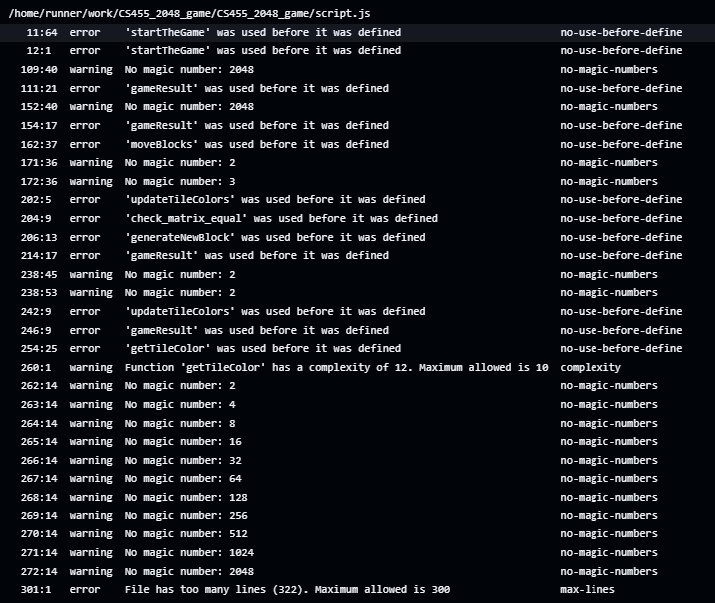 /home/runner/work/CS455_2048_game/CS455_2048_game/script.js
11:64 error 'startTheGame' was used before it was defined no-use-before-define
12:1 error 'startTheGame' was used before it was defined no-use-before-define
109:40 warning No magic number: 2048 no-magic-numbers
111:21 error 'gameResult' was used before it was defined no-use-before-define
152:40 warning No magic number: 2048 no-magic-numbers
154:17 error 'gameResult' was used before it was defined no-use-before-define
162:37 error 'moveBlocks' was used before it was defined no-use-before-define
171:36 warning No magic number: 2 no-magic-numbers
172:36 warning No magic number: 3 no-magic-numbers
202:5 error 'updateTileColors' was used before it was defined no-use-before-define
204:9 error 'check_matrix_equal' was used before it was defined no-use-before-define
206:13 error 'generateNewBlock' was used before it was defined no-use-before-define
214:17 error 'gameResult' was used before it was defined no-use-before-define
238:45 warning No magic number: 2 no-magic-numbers
238:53 warning No magic number: 2 no-magic-numbers
242:9 error 'updateTileColors' was used before it was defined no-use-before-define
246:9 error 'gameResult' was used before it was defined no-use-before-define
254:25 error 'getTileColor' was used before it was defined no-use-before-define
260:1 warning Function 'getTileColor' has a complexity of 12. Maximum allowed is 10 complexity
262:14 warning No magic number: 2 no-magic-numbers
263:14 warning No magic number: 4 no-magic-numbers
264:14 warning No magic number: 8 no-magic-numbers
265:14 warning No magic number: 16 no-magic-numbers
266:14 warning No magic number: 32 no-magic-numbers
267:14 warning No magic number: 64 no-magic-numbers
268:14 warning No magic number: 128 no-magic-numbers
269:14 warning No magic number: 256 no-magic-numbers
270:14 warning No magic number: 512 no-magic-numbers
271:14 warning No magic number: 1024 no-magic-numbers
272:14 warning No magic number: 2048 no-magic-numbers
301:1 error File has too many lines (322). Maximum allowed is 300 max-lines